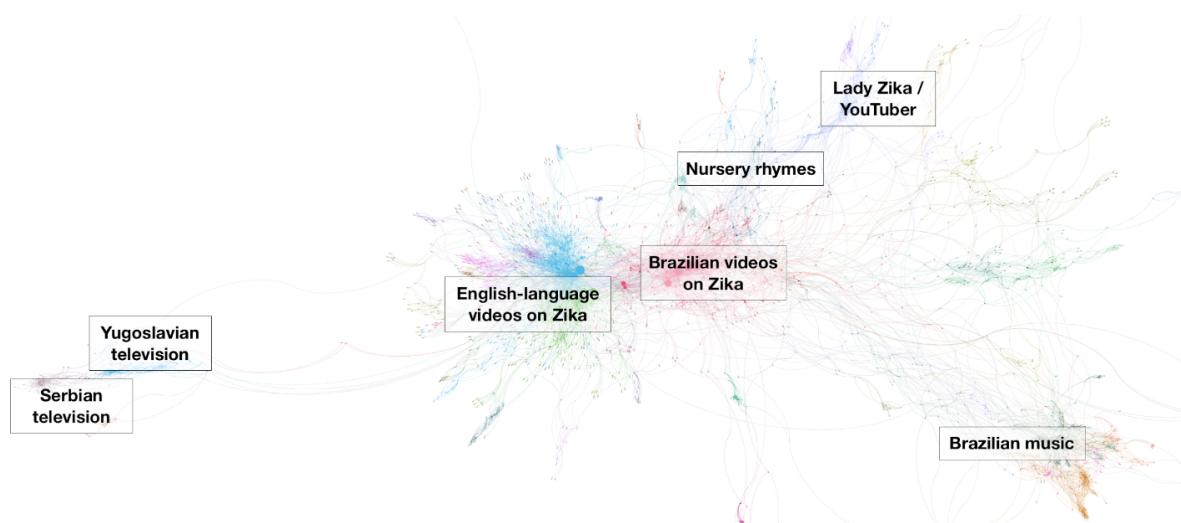 Lady Zika /
YouTuber
Nursery rhymes
Brazilian videos
on Zika
English-language
videos on Zika
Yugoslavian
television
Serbian
television
Brazilian music